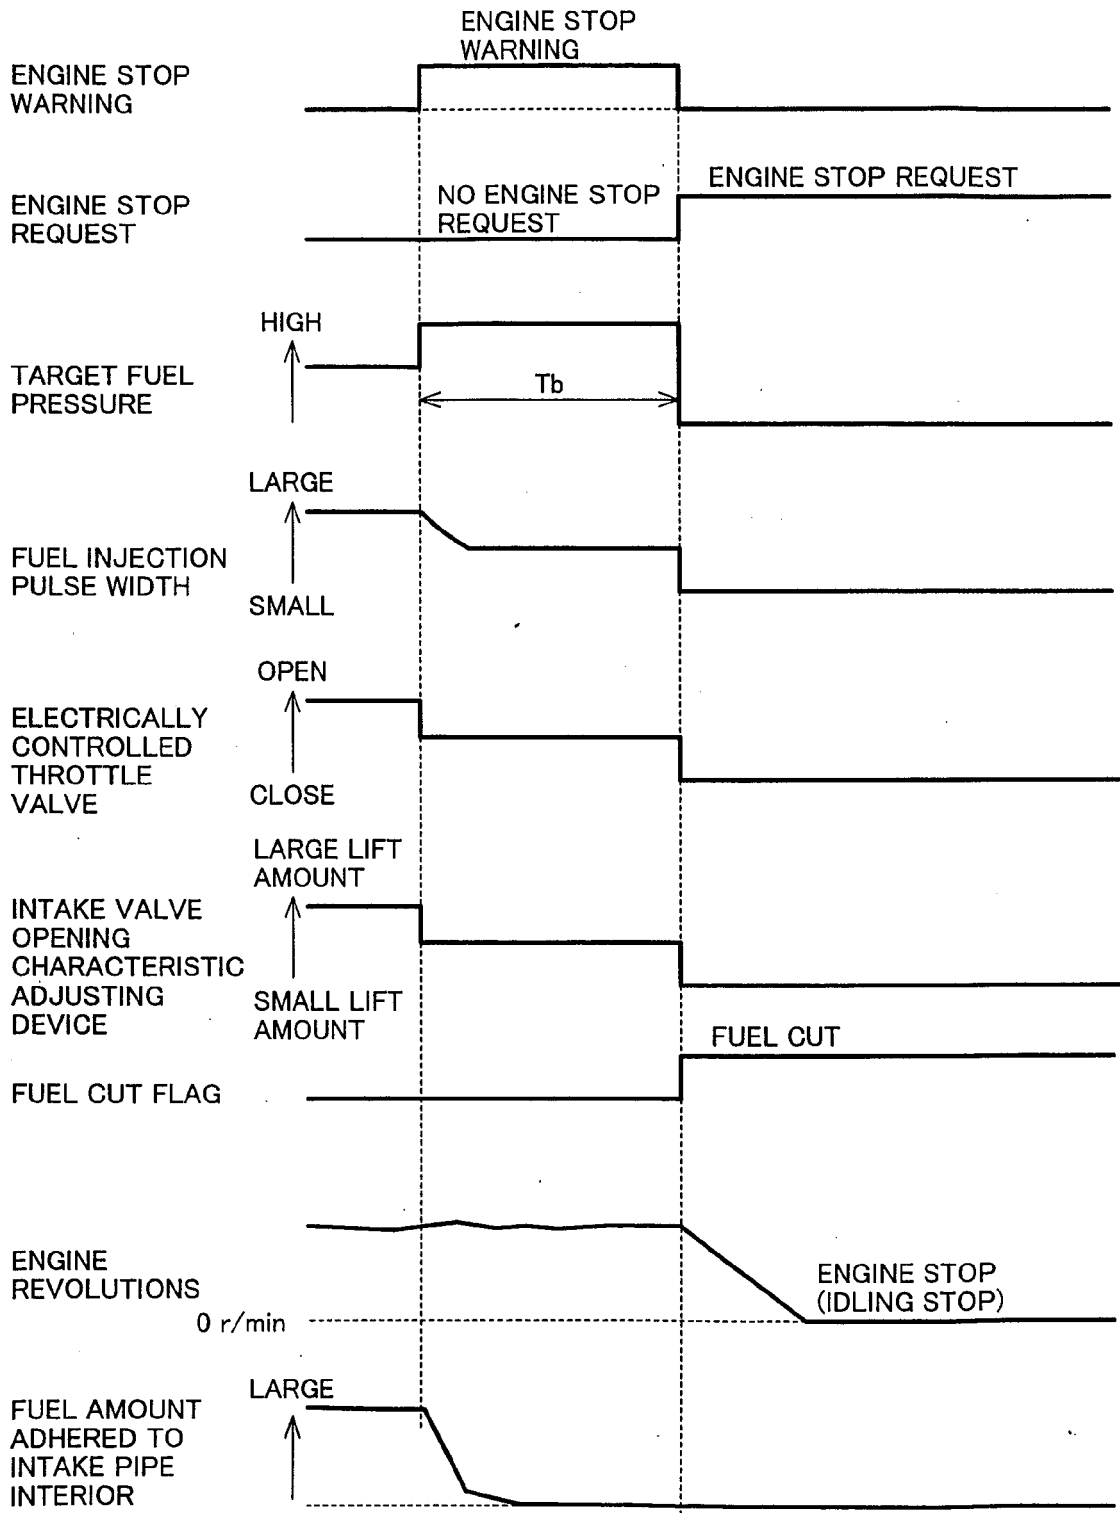 ENGINE STOP
WARNING
ENGINE STOP
WARNING
ENGINE STOP
REQUEST
NO ENGINE STOP
REQUEST
ENGINE STOP REQUEST
HIGH
TARGET FUEL
PRESSURE
Tb
LARGE
FUEL INJECTION
PULSE WIDTH
SMALL
OPEN
ELECTRICALLY
CONTROLLED
THROTTLE
VALVE
CLOSE
LARGE LIFT
AMOUNT
INTAKE VALVE
OPENING
CHARACTERISTIC
ADJUSTING
DEVICE
SMALL LIFT
AMOUNT
FUEL CUT
FUEL CUT FLAG
ENGINE
REVOLUTIONS
0 r/min
ENGINE STOP
(IDLING STOP)
LARGE
FUEL AMOUNT
ADHERED TO
INTAKE PIPE
INTERIOR